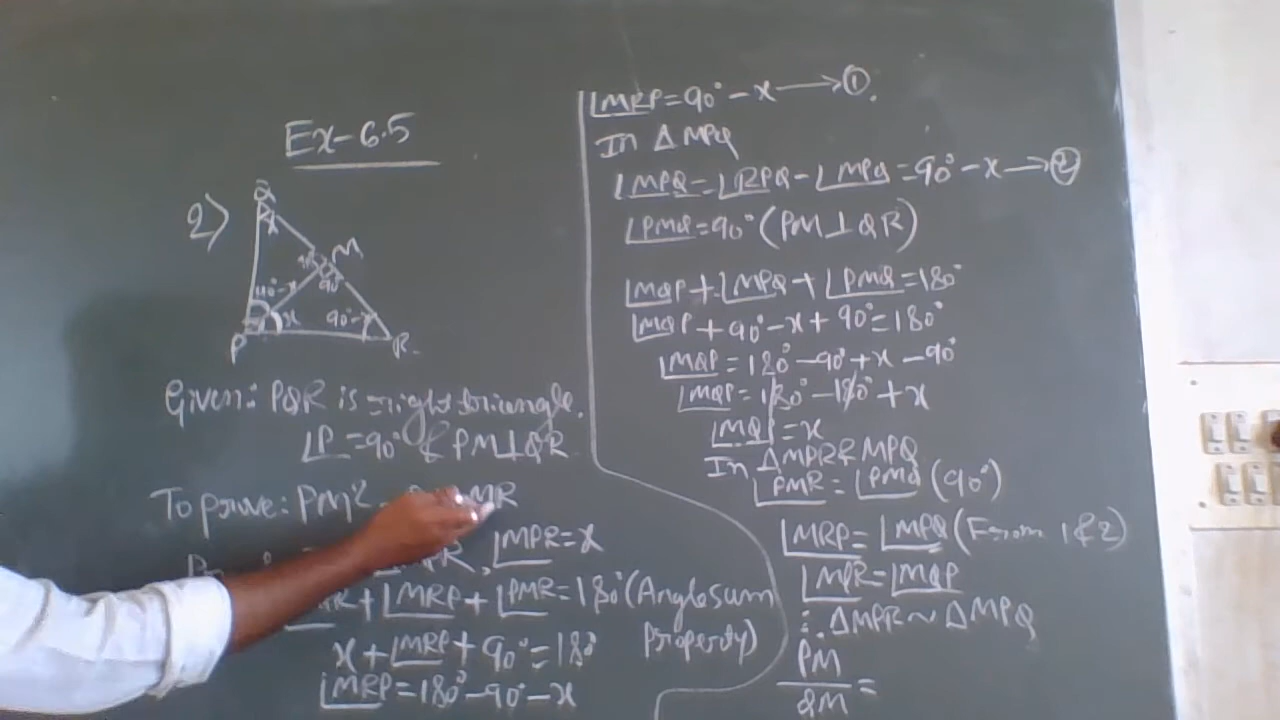 Ex-6.5
2)
Q
x
M
90°
90°-x
90°
x
90°-x
P
R
Given: PQR is right triangle.
∠P = 90° & PM⊥QR
To prove: PM² = MR
∠MPR = x
+ ∠MRP + ∠PMR = 180° (Angle sum
x + ∠MRP + 90° = 180° Property)
∠MRP = 180° - 90° - x
∠MRP = 90° - x → ①.
In ∆ MPQ
∠MPQ = ∠RPQ - ∠MPQ = 90° - x → ②
∠PMQ = 90° (PM⊥QR)
∠MQP + ∠MPQ + ∠PMQ = 180°
∠MQP + 90° - x + 90° = 180°
∠MQP = 180° - 90° + x - 90°
∠MQP = 180° - 180° + x
∠MQP = x
In ∆MPR & MPQ
∠PMR = ∠PMQ (90°)
∠MRP = ∠MPQ (From 1 & 2)
∠MPR = ∠MQP
∴ ∆MPR ~ ∆MPQ
PM
QM =